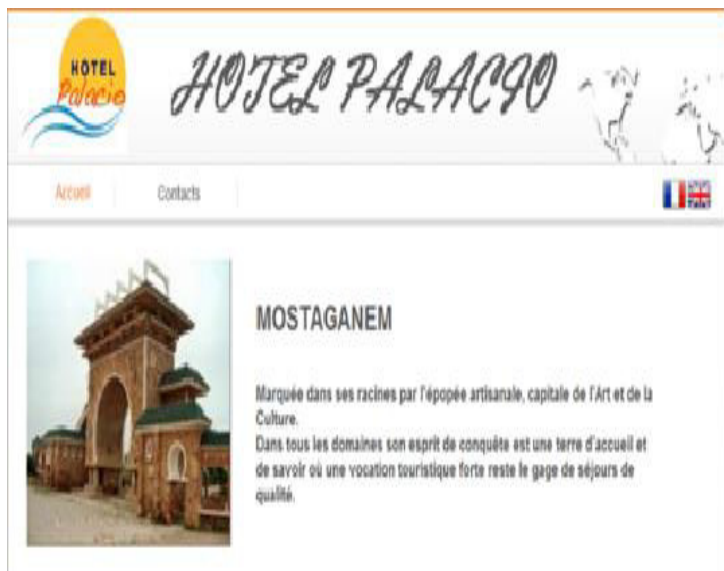 HOTEL
Palacio
HOTEL PALACIO
Accueil Contacts
MOSTAGANEM
Marquée dans ses racines par l'épopée artisanale, capitale de l'Art et de la
Culture.
Dans tous les domaines son esprit de conquête est une terre d'accueil et
de savoir où une vocation touristique forte reste le gage de séjours de
qualité.